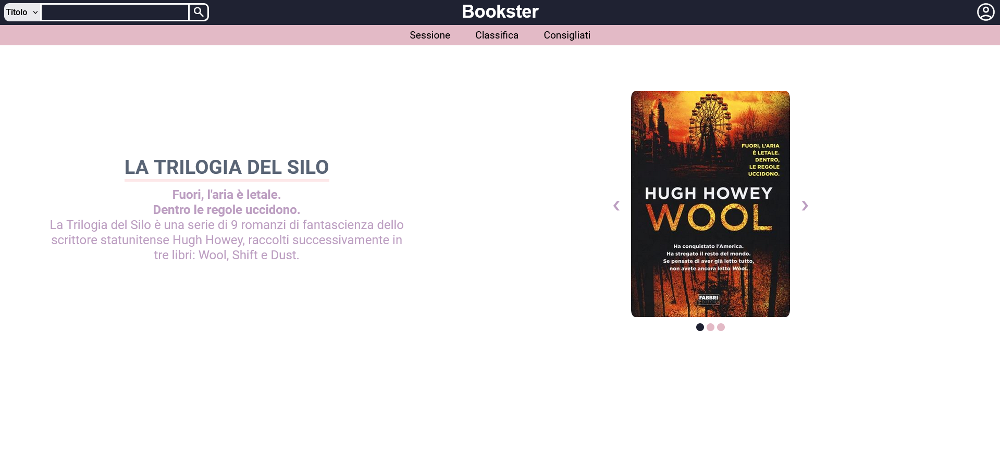 Titolo
Bookster
Sessione Classifica Consigliati
LA TRILOGIA DEL SILO
Fuori, l'aria è letale.
Dentro le regole uccidono.
La Trilogia del Silo è una serie di 9 romanzi di fantascienza dello
scrittore statunitense Hugh Howey, raccolti successivamente in
tre libri: Wool, Shift e Dust.
FUORI, L'ARIA
È LETALE.
DENTRO,
LE REGOLE
UCCIDONO.
HUGH HOWEY
WOOL
Ha conquistato l'America.
Ha stregato il resto del mondo.
Se pensate di aver già letto tutto,
non avete ancora letto Wool.
FABBRI
EDITORI